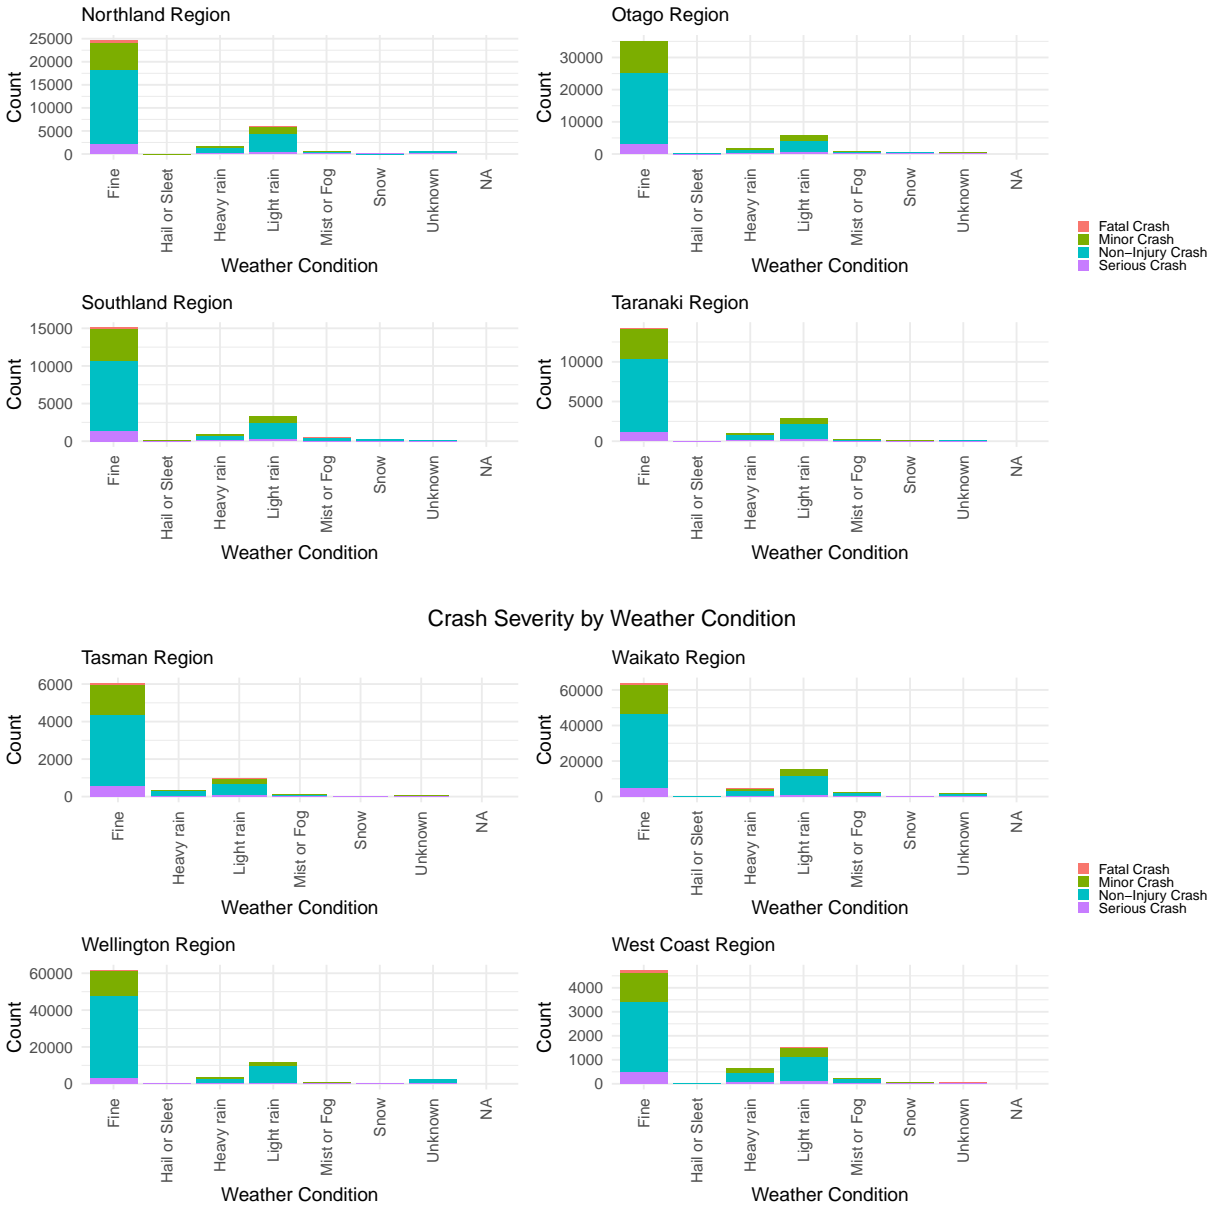 Northland Region
Count
25000
20000
15000
10000
5000
0
Fine
Hail or Sleet
Heavy rain
Light rain
Mist or Fog
Snow
Unknown
NA
Weather Condition
Otago Region
Count
30000
20000
10000
0
Fine
Hail or Sleet
Heavy rain
Light rain
Mist or Fog
Snow
Unknown
NA
Weather Condition
Fatal Crash
Minor Crash
Non−Injury Crash
Serious Crash
Southland Region
Count
15000
10000
5000
0
Fine
Hail or Sleet
Heavy rain
Light rain
Mist or Fog
Snow
Unknown
NA
Weather Condition
Taranaki Region
Count
10000
5000
0
Fine
Hail or Sleet
Heavy rain
Light rain
Mist or Fog
Snow
Unknown
NA
Weather Condition
Crash Severity by Weather Condition
Tasman Region
Count
6000
4000
2000
0
Fine
Heavy rain
Light rain
Mist or Fog
Snow
Unknown
NA
Weather Condition
Waikato Region
Count
60000
40000
20000
0
Fine
Hail or Sleet
Heavy rain
Light rain
Mist or Fog
Snow
Unknown
NA
Weather Condition
Fatal Crash
Minor Crash
Non−Injury Crash
Serious Crash
Wellington Region
Count
60000
40000
20000
0
Fine
Hail or Sleet
Heavy rain
Light rain
Mist or Fog
Snow
Unknown
NA
Weather Condition
West Coast Region
Count
4000
3000
2000
1000
0
Fine
Hail or Sleet
Heavy rain
Light rain
Mist or Fog
Snow
Unknown
NA
Weather Condition